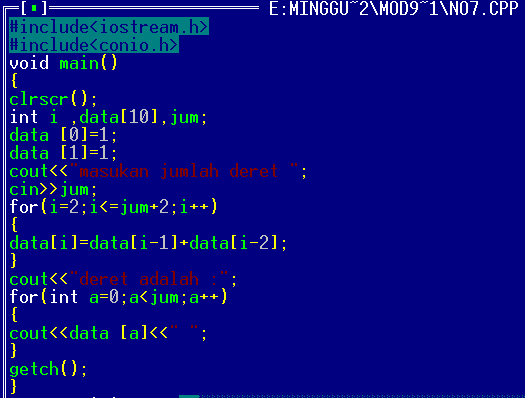 [▪] E:MINGGU~2\MOD9~1\NO7.CPP
#include<iostream.h>
#include<conio.h>
void main()
{
clrscr();
int i ,data[10],jum;
data [0]=1;
data [1]=1;
cout<<"masukan jumlah deret ";
cin>>jum;
for(i=2;i<=jum+2;i++)
{
data[i]=data[i-1]+data[i-2];
}
cout<<"deret adalah :";
for(int a=0;a<jum;a++)
{
cout<<data [a]<<" ";
}
getch();
}